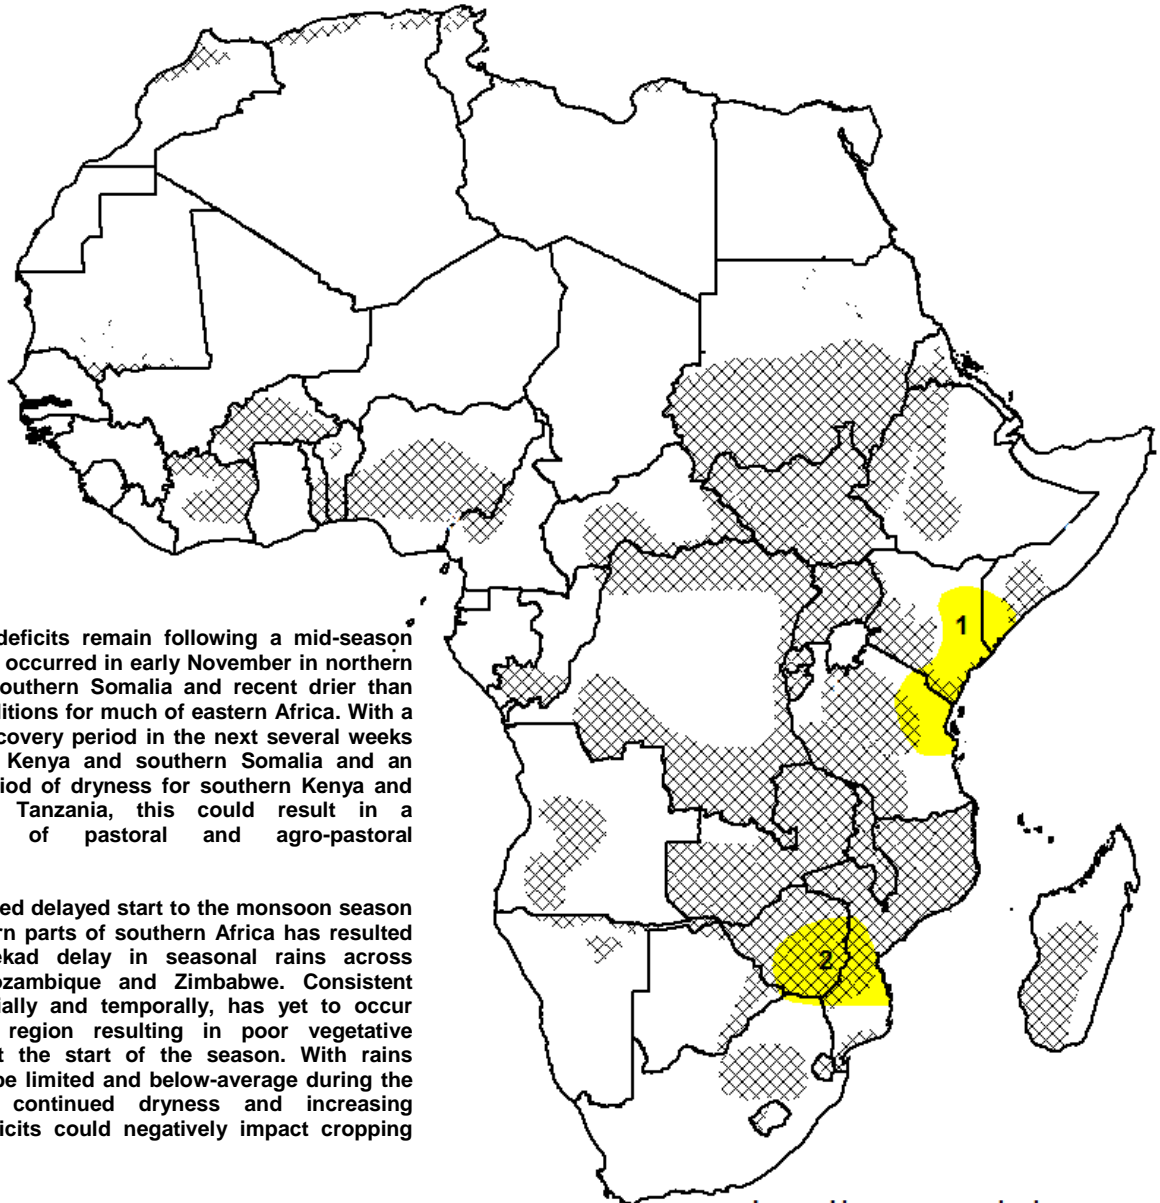 deficits remain following a mid-season
occurred in early November in northern
outhern Somalia and recent drier than
ditions for much of eastern Africa. With a
covery period in the next several weeks
Kenya and southern Somalia and an
iod of dryness for southern Kenya and
Tanzania, this could result in a
of pastoral and agro-pastoral
ed delayed start to the monsoon season
rn parts of southern Africa has resulted
ekad delay in seasonal rains across
ozambique and Zimbabwe. Consistent
ially and temporally, has yet to occur
region resulting in poor vegetative
t the start of the season. With rains
be limited and below-average during the
continued dryness and increasing
icits could negatively impact cropping
1
2